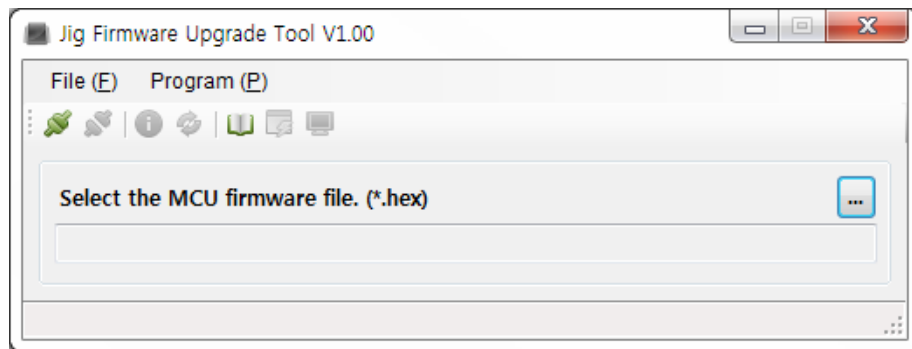 Jig Firmware Upgrade Tool V1.00
File (F) Program (P)
Select the MCU firmware file. (*.hex)
...